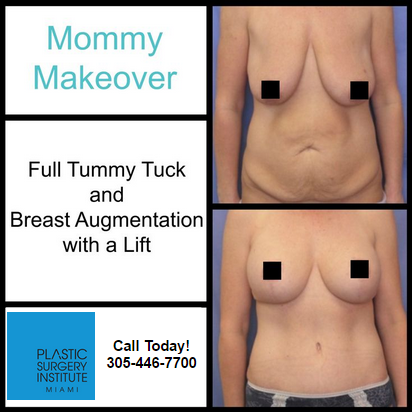 Mommy
Makeover
Full Tummy Tuck
and
Breast Augmentation
with a Lift
PLASTIC
SURGERY
INSTITUTE
MIAMI
Call Today!
305-446-7700